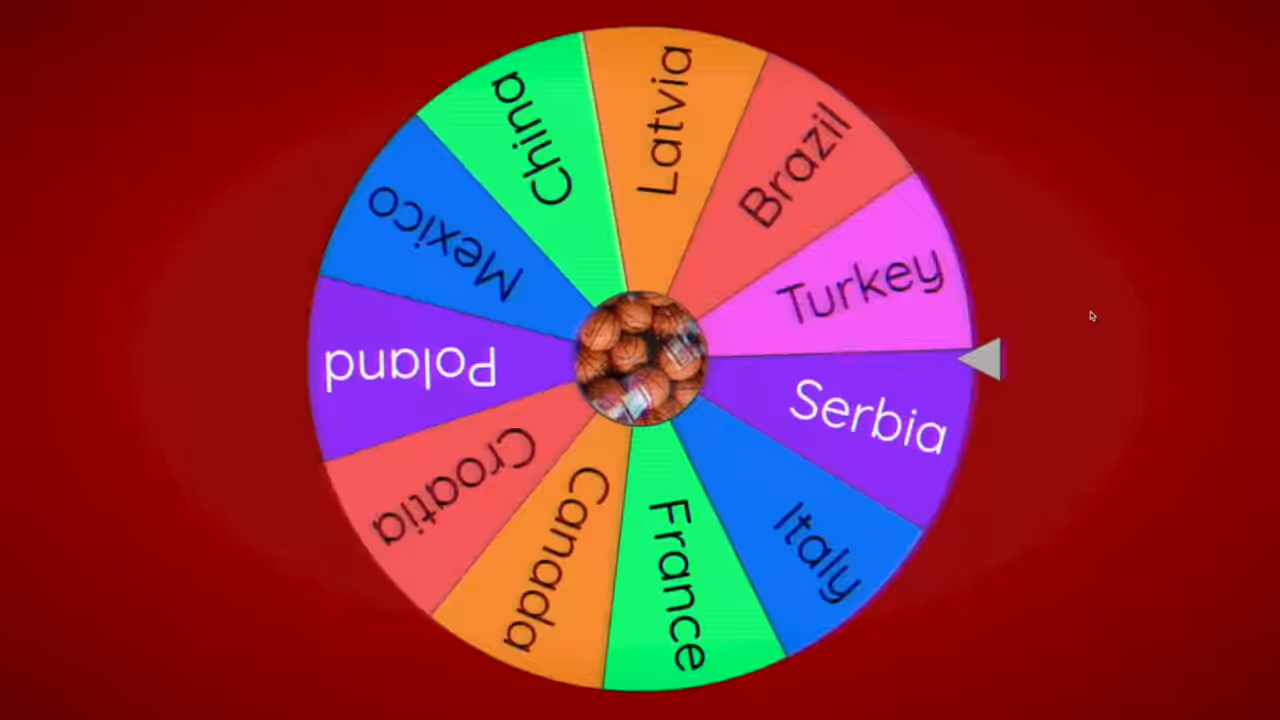 Latvia
Brazil
Turkey
Serbia
Italy
France
Canada
Croatia
Poland
Mexico
China